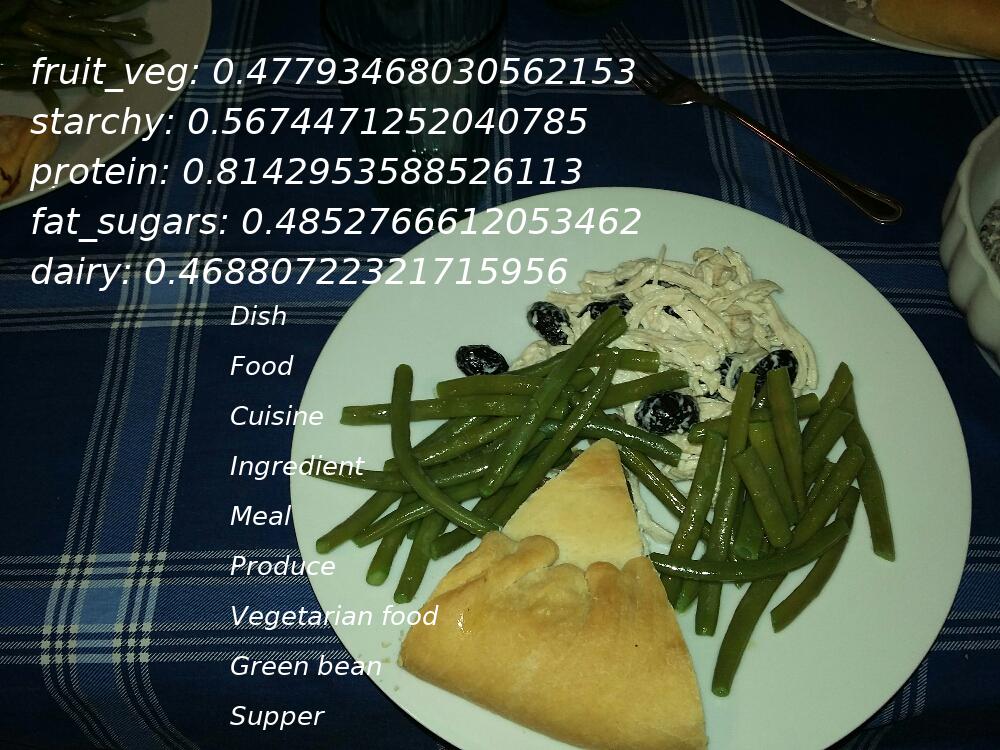 fruit_veg: 0.47793468030562153
starchy: 0.5674471252040785
protein: 0.8142953588526113
fat_sugars: 0.4852766612053462
dairy: 0.46880722321715956
Dish
Food
Cuisine
Ingredient
Meal
Produce
Vegetarian food
Green bean
Supper